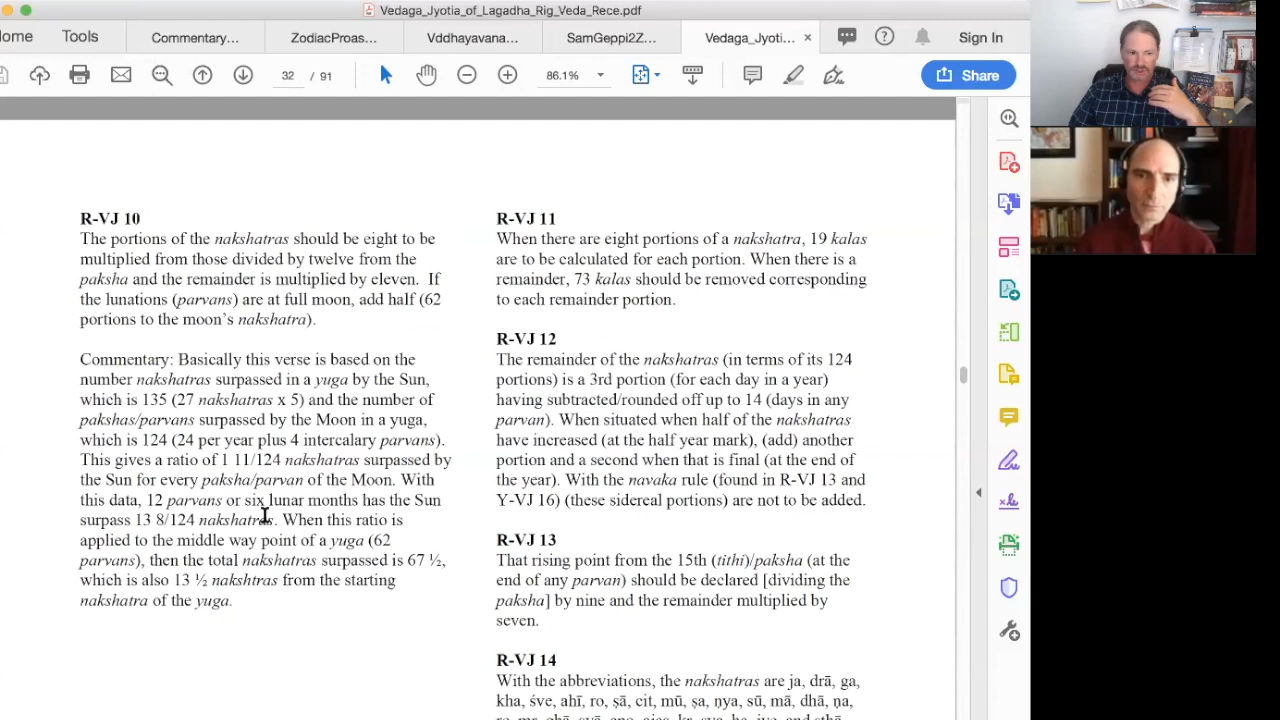 Vedaga_Jyotia_of_Lagadha_Rig_Veda_Rece.pdf
ome
Tools
Commentary...
ZodiacProas...
Vddhayavaňa...
SamGeppi2Z...
Vedaga_Jyoti...
Sign In
32 / 91
86.1%
Share
R-VJ 10
The portions of the nakshatras should be eight to be
multiplied from those divided by twelve from the
paksha and the remainder is multiplied by eleven. If
the lunations (parvans) are at full moon, add half (62
portions to the moon's nakshatra).
Commentary: Basically this verse is based on the
number nakshatras surpassed in a yuga by the Sun,
which is 135 (27 nakshatras x 5) and the number of
pakshas/parvans surpassed by the Moon in a yuga,
which is 124 (24 per year plus 4 intercalary parvans).
This gives a ratio of 1 11/124 nakshatras surpassed by
the Sun for every paksha/parvan of the Moon. With
this data, 12 parvans or six lunar months has the Sun
surpass 13 8/124 nakshatras. When this ratio is
applied to the middle way point of a yuga (62
parvans), then the total nakshatras surpassed is 67 ½,
which is also 13 ½ nakshtras from the starting
nakshatra of the yuga.
R-VJ 11
When there are eight portions of a nakshatra, 19 kalas
are to be calculated for each portion. When there is a
remainder, 73 kalas should be removed corresponding
to each remainder portion.
R-VJ 12
The remainder of the nakshatras (in terms of its 124
portions) is a 3rd portion (for each day in a year)
having subtracted/rounded off up to 14 (days in any
parvan). When situated when half of the nakshatras
have increased (at the half year mark), (add) another
portion and a second when that is final (at the end of
the year). With the navaka rule (found in R-VJ 13 and
Y-VJ 16) (these sidereal portions) are not to be added.
R-VJ 13
That rising point from the 15th (tithi)/paksha (at the
end of any parvan) should be declared [dividing the
paksha] by nine and the remainder multiplied by
seven.
R-VJ 14
With the abbreviations, the nakshatras are ja, drā, ga,
kha, śve, ahī, ro, ṣā, cit, mū, ṣa, ṇya, sū, mā, dhā, ṇa,